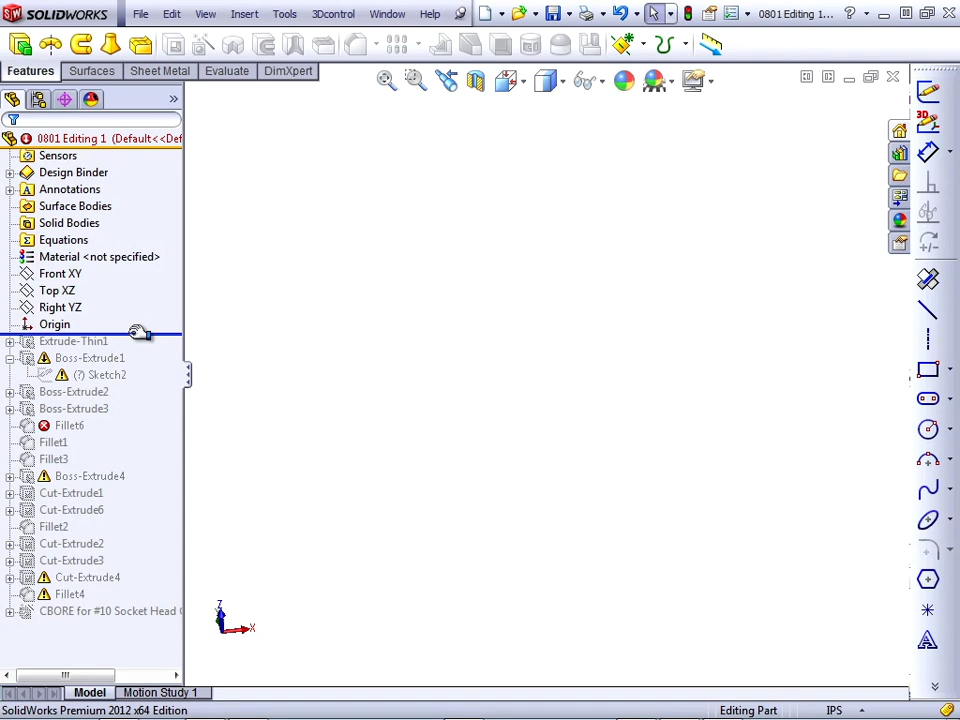 SOLIDWORKS File Edit View Insert Tools PhotoView 3Dcontrol Window Help 0801 Editing 1...
Features Surfaces Sheet Metal Evaluate DimXpert
0801 Editing 1 (Default<<Def
Sensors
Design Binder
Annotations
Surface Bodies
Solid Bodies
Equations
Material <not specified>
Front XY
Top XZ
Right YZ
Origin
Extrude-Thin1
Boss-Extrude1
(?) Sketch2
Boss-Extrude2
Boss-Extrude3
Fillet6
Fillet1
Fillet3
Boss-Extrude4
Cut-Extrude1
Cut-Extrude6
Fillet2
Cut-Extrude2
Cut-Extrude3
Cut-Extrude4
Fillet4
CBORE for #10 Socket Head
Z
X
3D
Model Motion Study 1
SolidWorks Premium 2012 x64 Edition Editing Part IPS